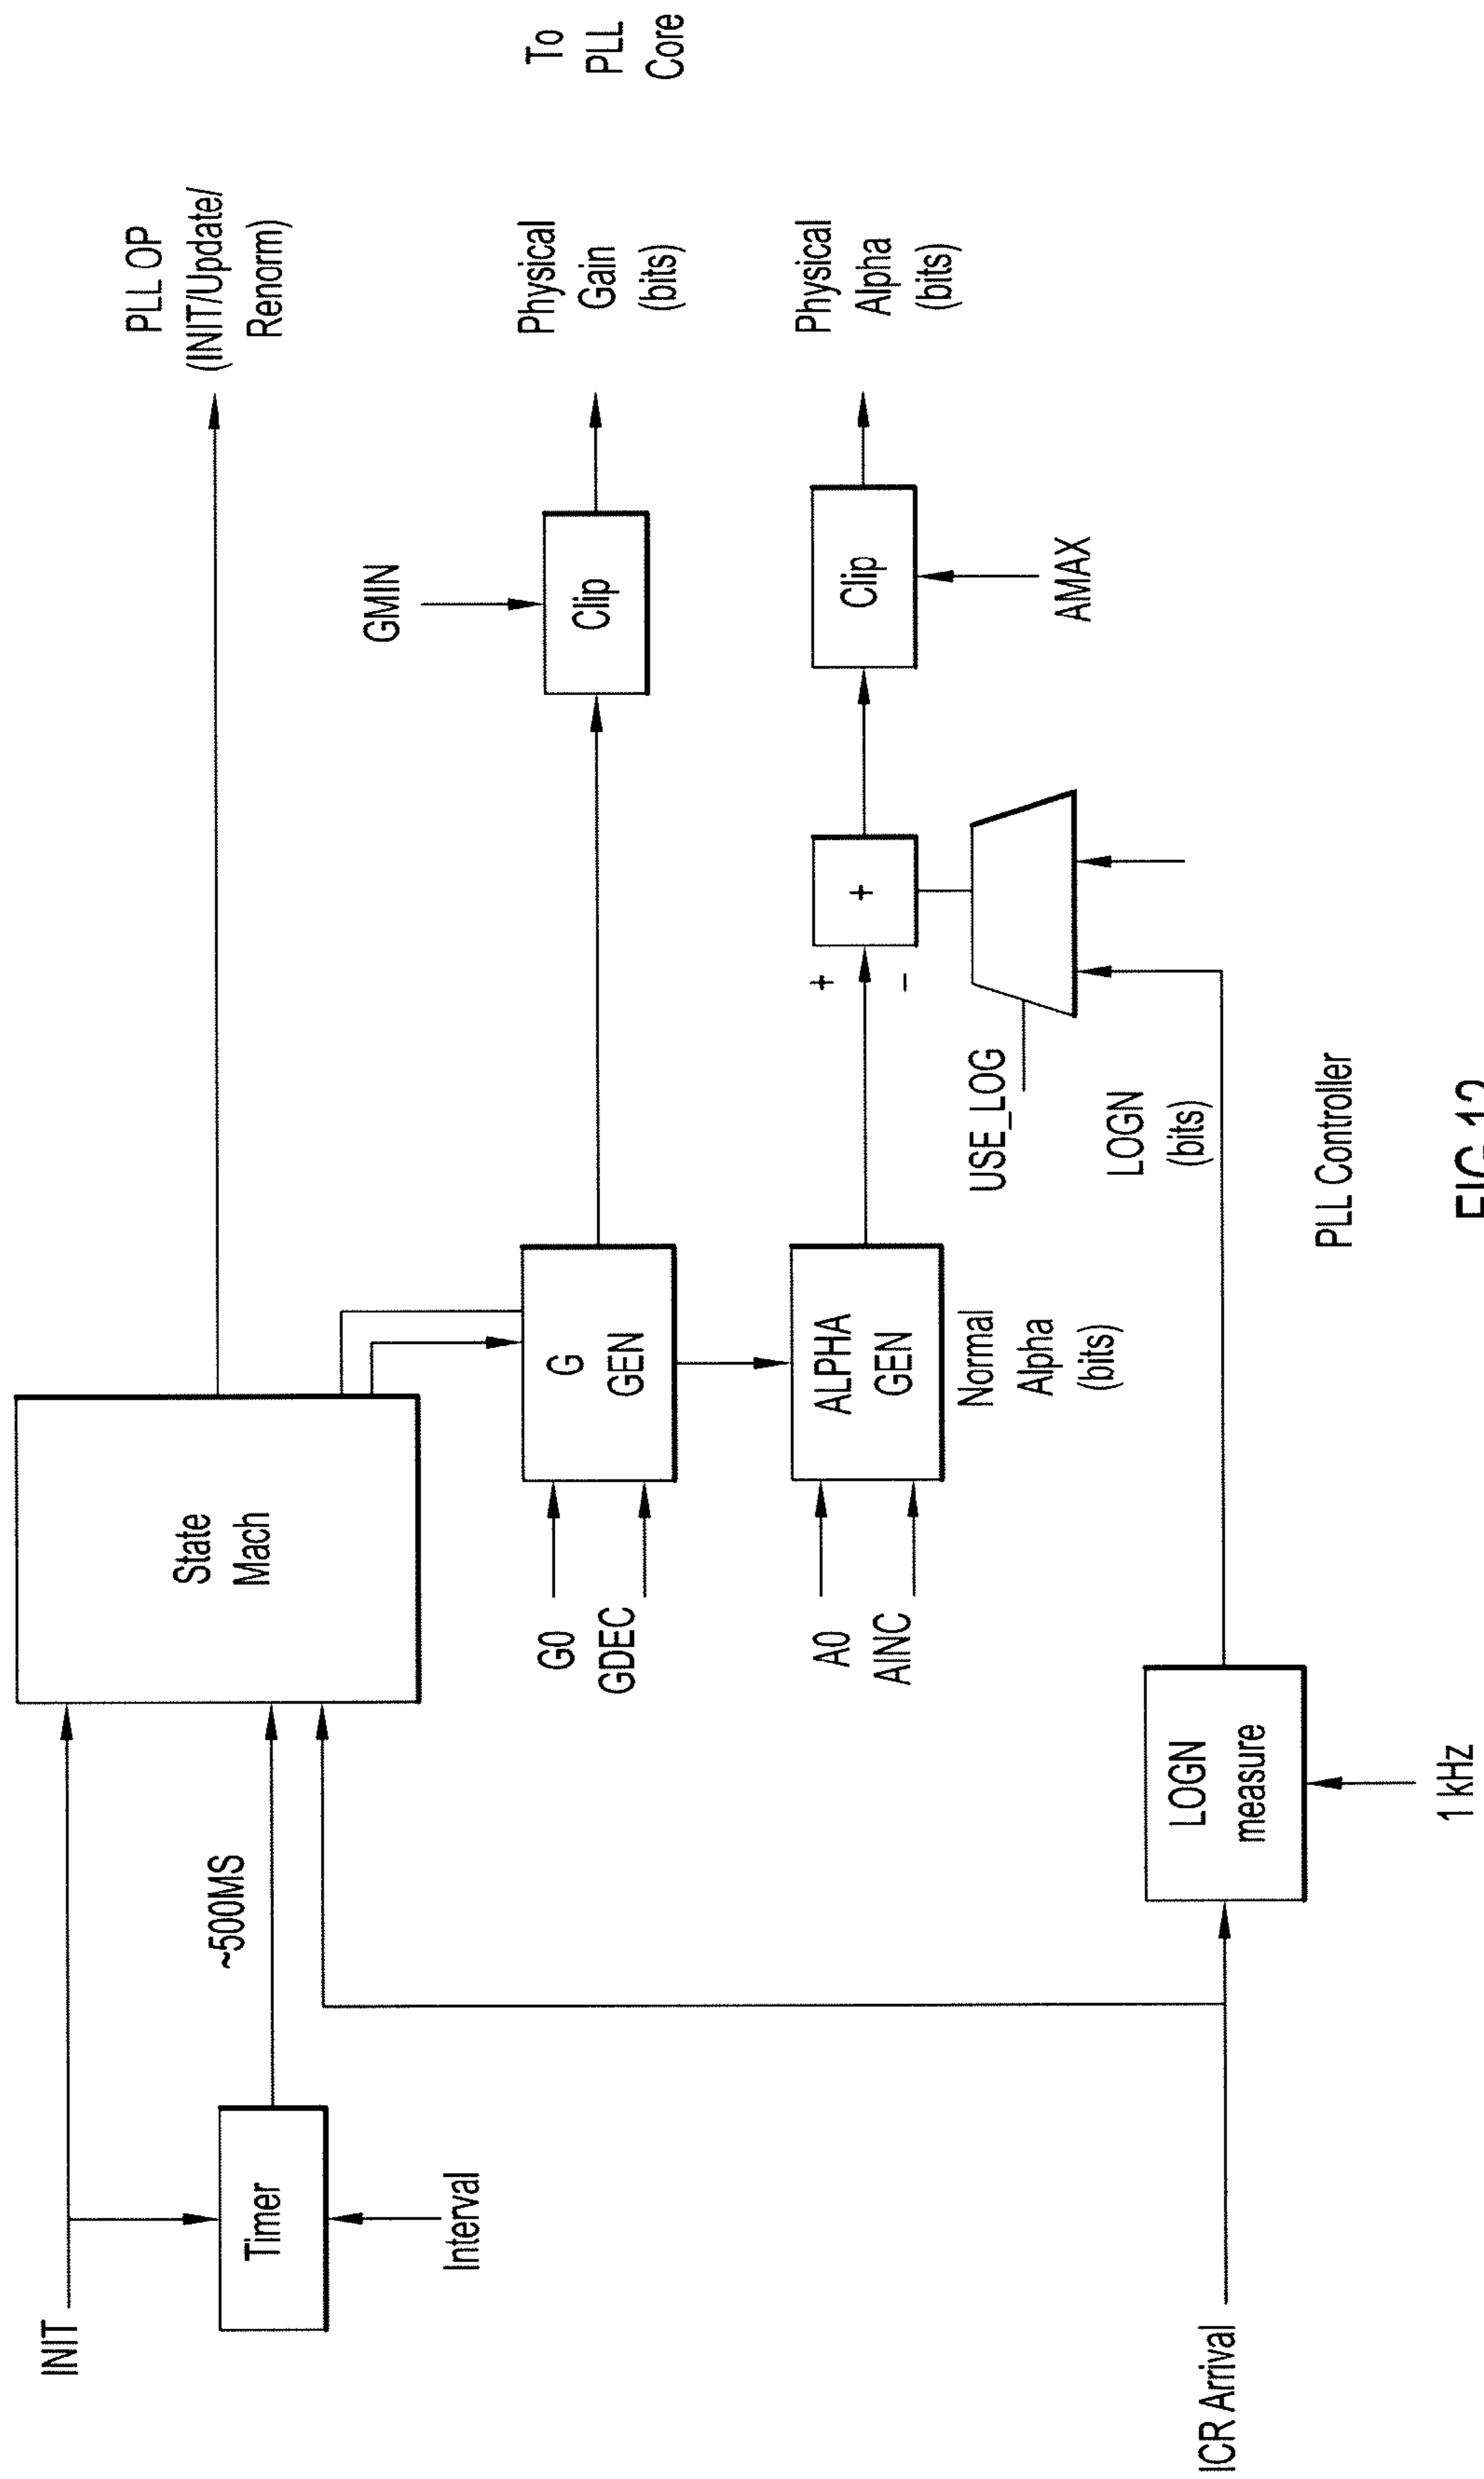 INIT
Timer
Interval
~500MS
State
Mach
PLL OP
(INIT/Update/
Renorm)
To
PLL
Core
G0
GDEC
G
GEN
GMIN
Clip
Physical
Gain
(bits)
A0
AINC
ALPHA
GEN
Normal
Alpha
(bits)
+
−
+
Clip
AMAX
Physical
Alpha
(bits)
USE_LOG
LOGN
(bits)
ICR Arrival
LOGN
measure
1 kHz
PLL Controller